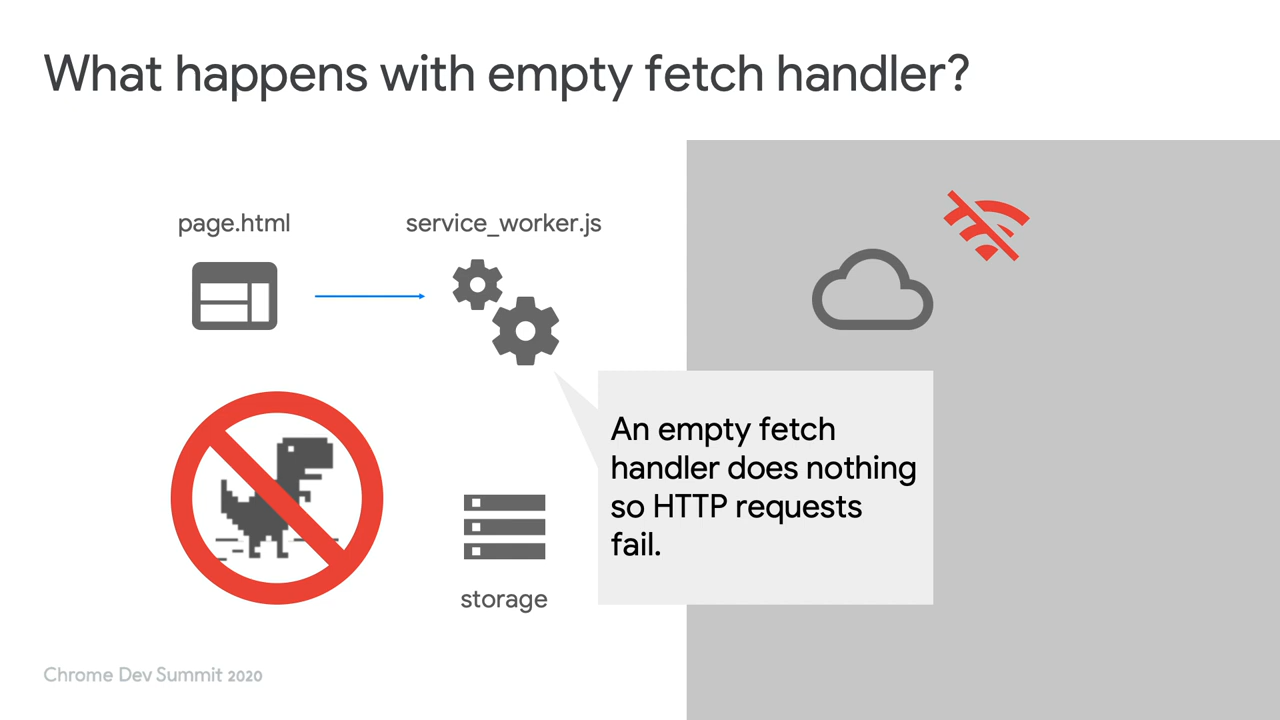 What happens with empty fetch handler?
page.html
service_worker.js
An empty fetch
handler does nothing
so HTTP requests
fail.
storage
Chrome Dev Summit 2020